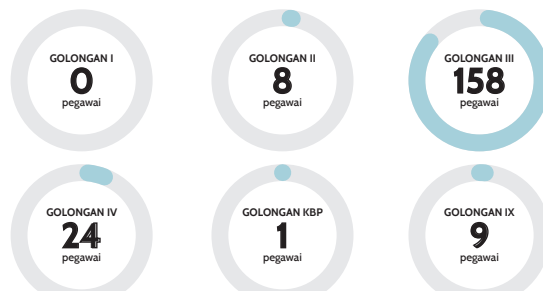 GOLONGAN I
0
pegawai
GOLONGAN II
8
pegawai
GOLONGAN III
158
pegawai
GOLONGAN IV
24
pegawai
GOLONGAN KBP
1
pegawai
GOLONGAN IX
9
pegawai